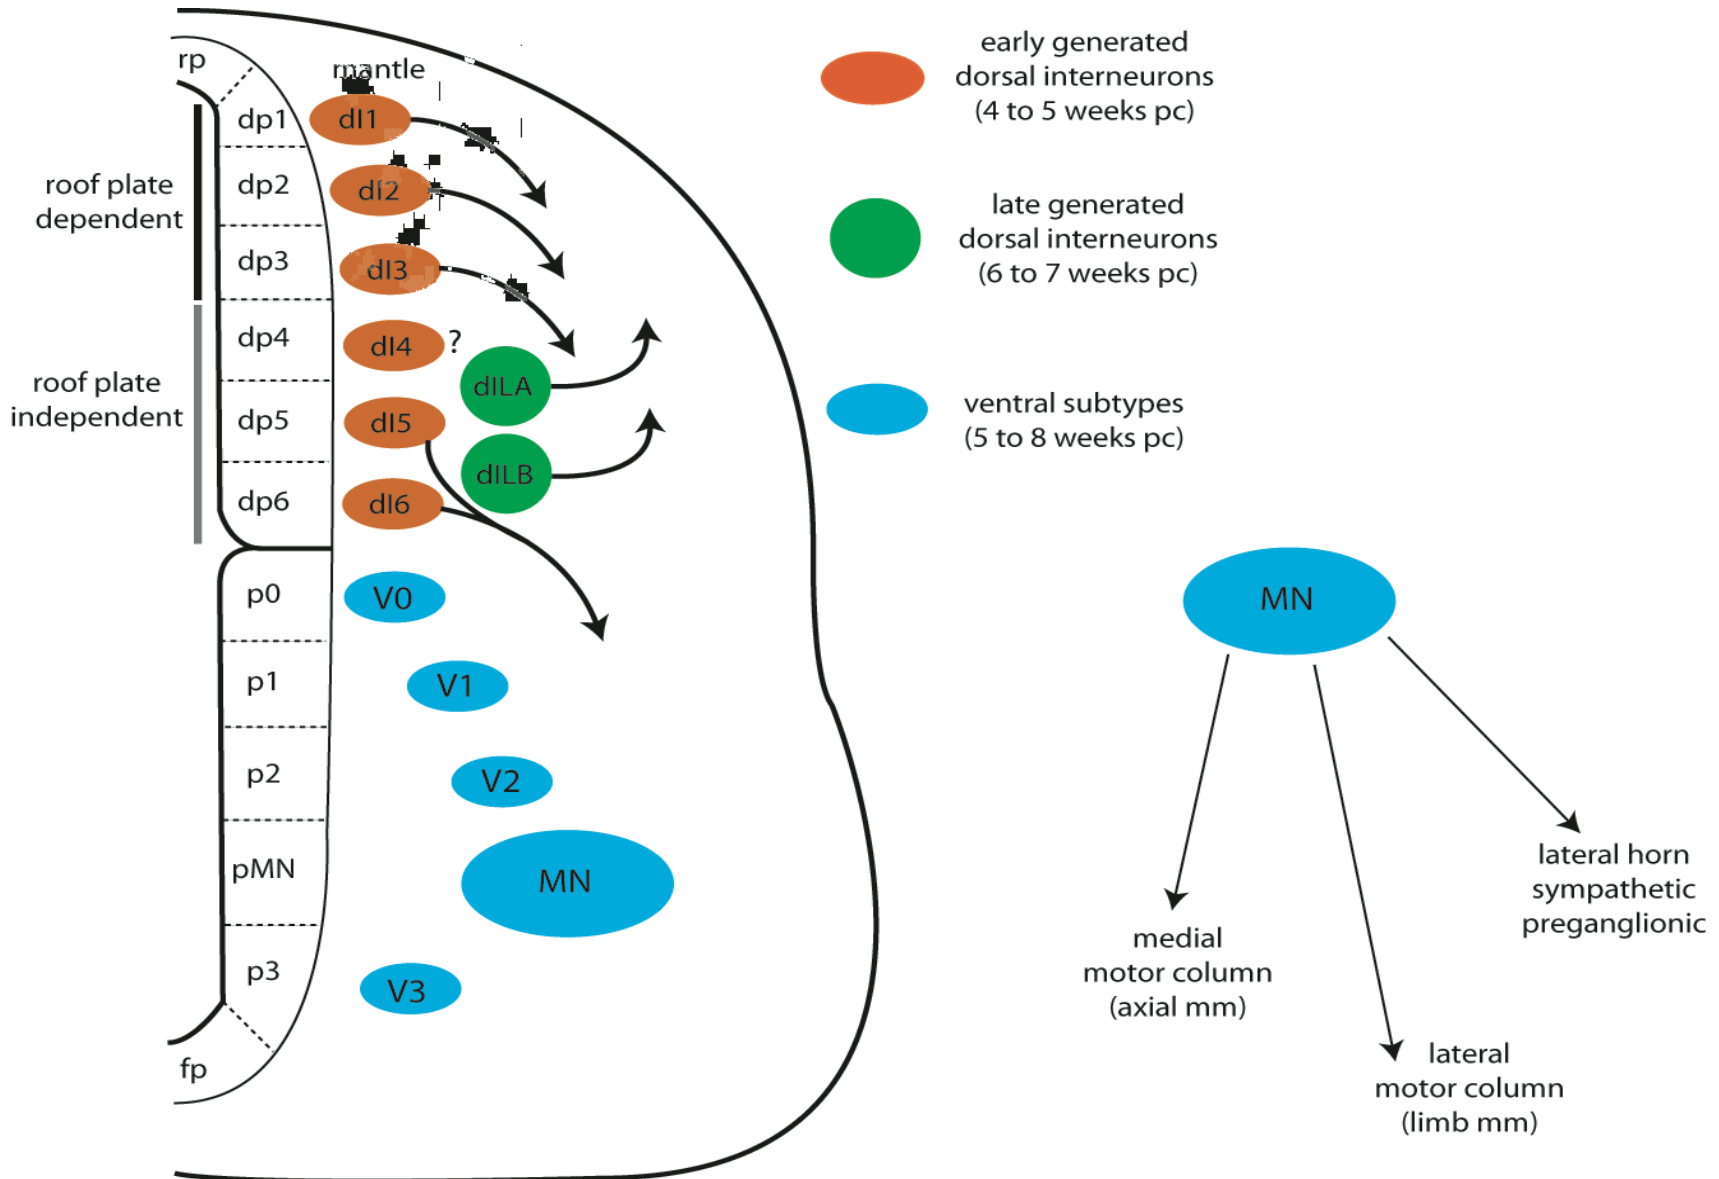 rp
mantle
dp1
dI1
dp2
dI2
dp3
dI3
dp4
dI4
?
dp5
dI5
dp6
dI6
dILA
dILB
roof plate
dependent
roof plate
independent
p0
V0
p1
V1
p2
V2
pMN
MN
p3
V3
fp
early generated
dorsal interneurons
(4 to 5 weeks pc)
late generated
dorsal interneurons
(6 to 7 weeks pc)
ventral subtypes
(5 to 8 weeks pc)
MN
lateral horn
sympathetic
preganglionic
medial
motor column
(axial mm)
lateral
motor column
(limb mm)